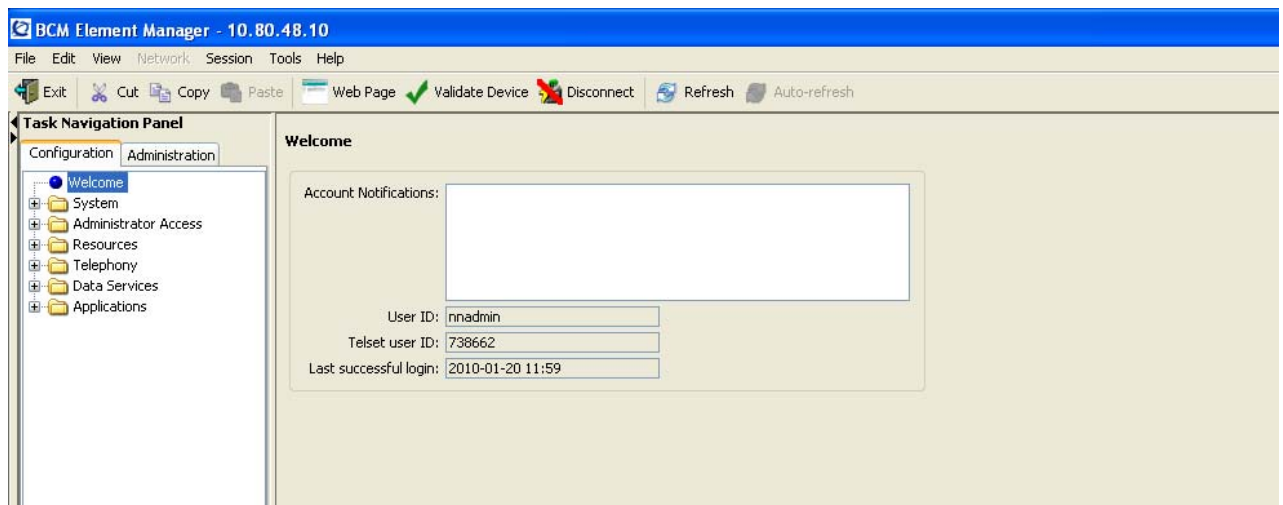 BCM Element Manager - 10.80.48.10
File Edit View Network Session Tools Help
Exit Cut Copy Paste Web Page Validate Device Disconnect Refresh Auto-refresh
Task Navigation Panel
Configuration Administration
Welcome
System
Administrator Access
Resources
Telephony
Data Services
Applications
Welcome
Account Notifications:
User ID: nnadmin
Telset user ID: 738662
Last successful login: 2010-01-20 11:59